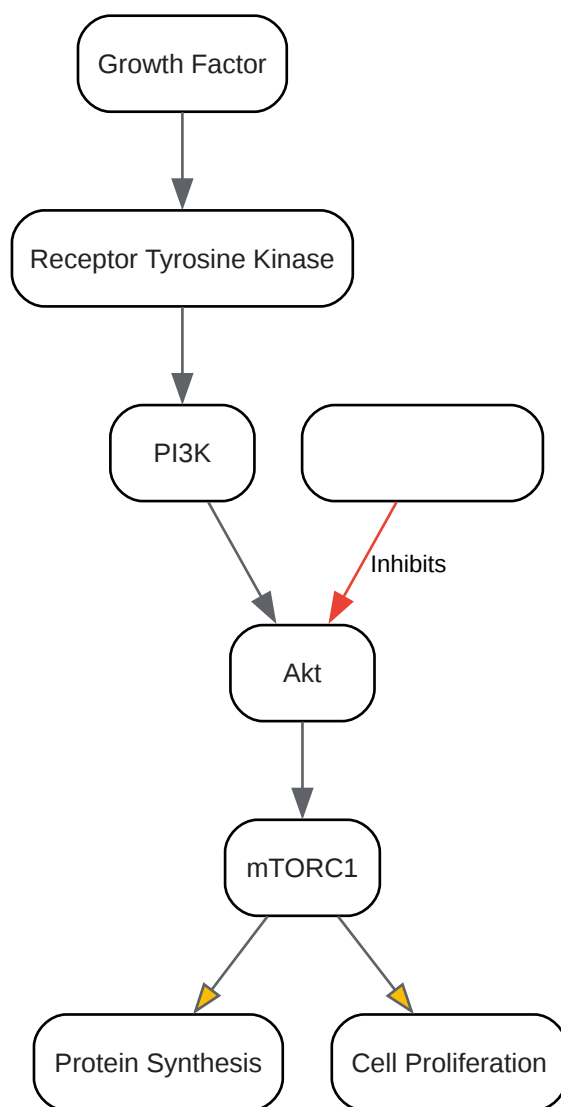 Growth Factor
Receptor Tyrosine Kinase
PI3K
Inhibits
Akt
mTORC1
Protein Synthesis
Cell Proliferation